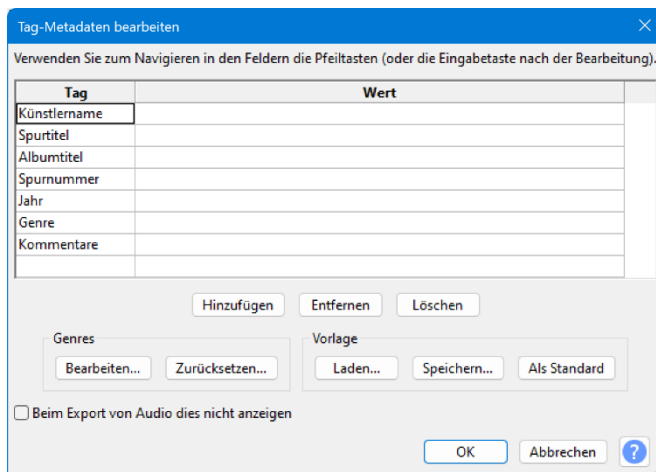 Tag-Metadaten bearbeiten
Verwenden Sie zum Navigieren in den Feldern die Pfeiltasten (oder die Eingabetaste nach der Bearbeitung).
Tag Wert
Künstlername
Spurtitel
Albumtitel
Spurnummer
Jahr
Genre
Kommentare
Hinzufügen Entfernen Löschen
Genres Vorlage
Bearbeiten... Zurücksetzen... Laden... Speichern... Als Standard
Beim Export von Audio dies nicht anzeigen
OK Abbrechen ?